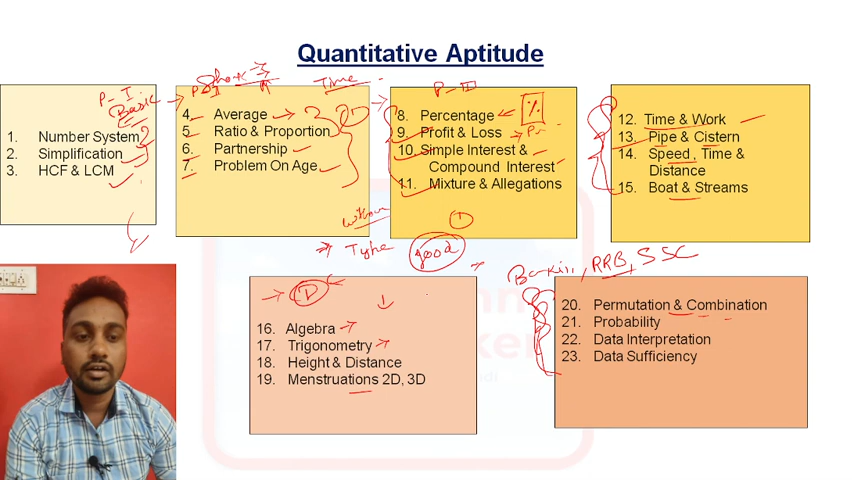 Quantitative Aptitude
P-I
Basic
1. Number System
2. Simplification
3. HCF & LCM
4. Average
5. Ratio & Proportion
6. Partnership
7. Problem On Age
Time
P-III
8. Percentage
%
9. Profit & Loss
10. Simple Interest &
Compound Interest
11. Mixture & Allegations
12. Time & Work
13. Pipe & Cistern
14. Speed, Time &
Distance
15. Boat & Streams
Type good
16. Algebra
17. Trigonometry
18. Height & Distance
19. Menstruations 2D, 3D
RRB, SSC
20. Permutation & Combination
21. Probability
22. Data Interpretation
23. Data Sufficiency